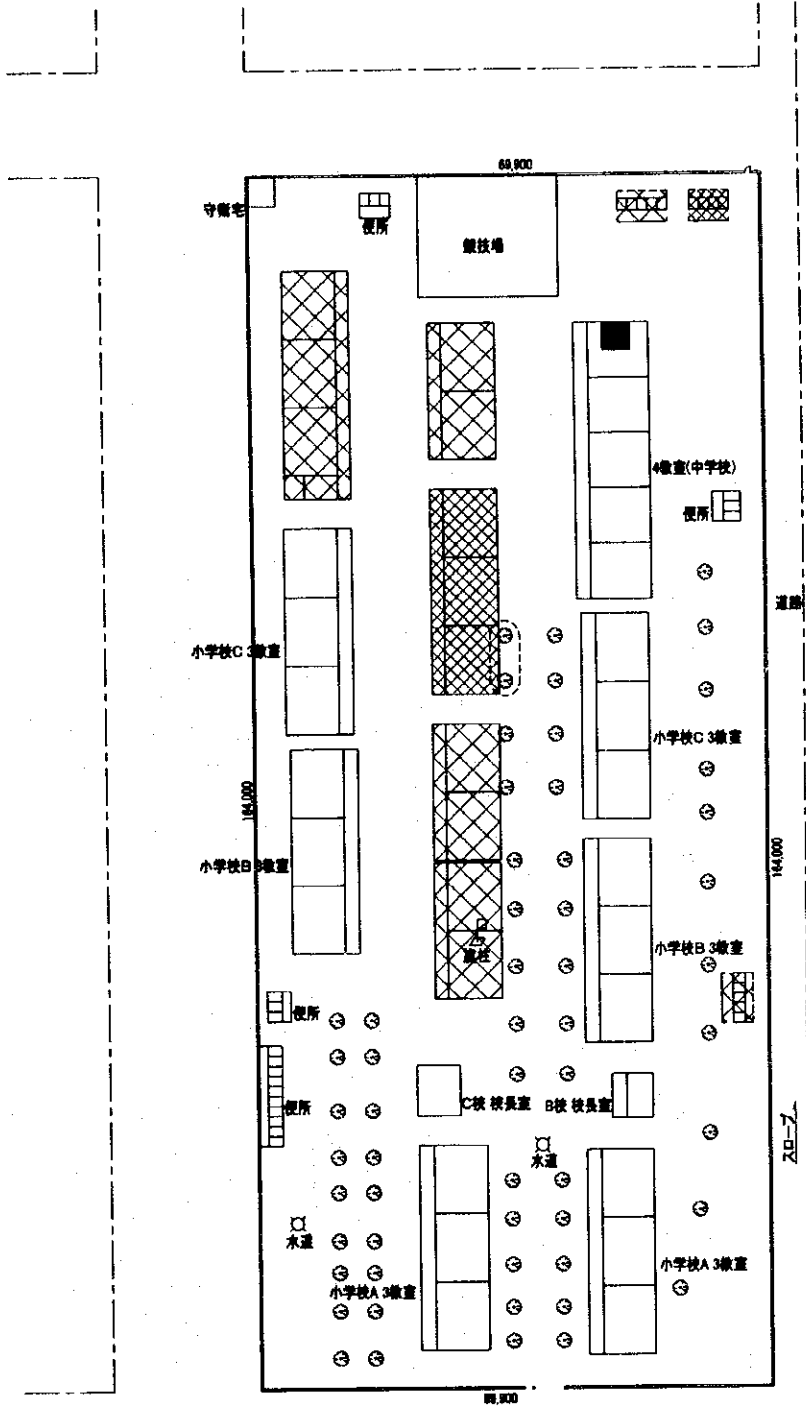 69,900
守衛宅
便所
競技場
4教室(中学校)
便所
道路
小学校C 3教室
小学校C 3教室
164,000
小学校B 3教室
164,000
小学校B 3教室
旗柱
便所
便所
C校 校長室
B校 校長室
スロープ
水道
水道
小学校A 3教室
小学校A 3教室
69,900